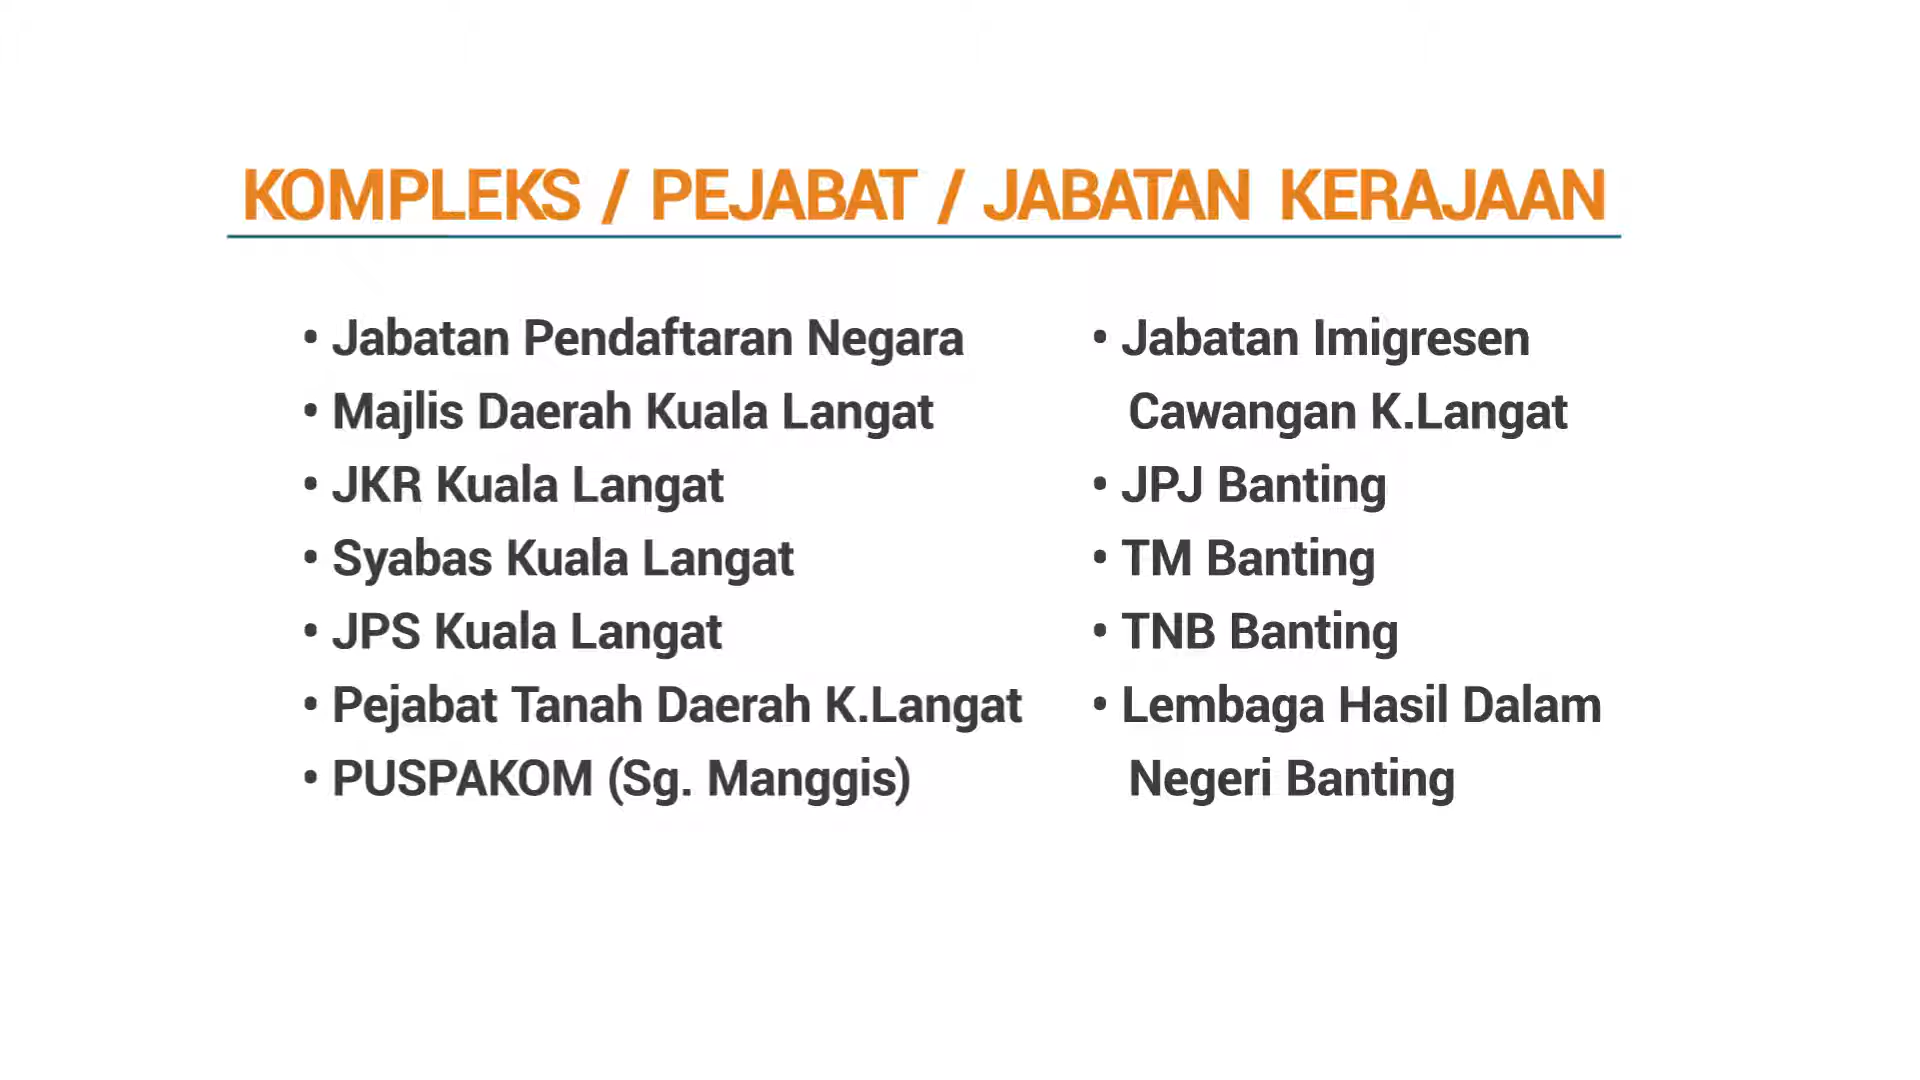 KOMPLEKS / PEJABAT / JABATAN KERAJAAN
• Jabatan Pendaftaran Negara
• Majlis Daerah Kuala Langat
• JKR Kuala Langat
• Syabas Kuala Langat
• JPS Kuala Langat
• Pejabat Tanah Daerah K.Langat
• PUSPAKOM (Sg. Manggis)
• Jabatan Imigresen
Cawangan K.Langat
• JPJ Banting
• TM Banting
• TNB Banting
• Lembaga Hasil Dalam
Negeri Banting